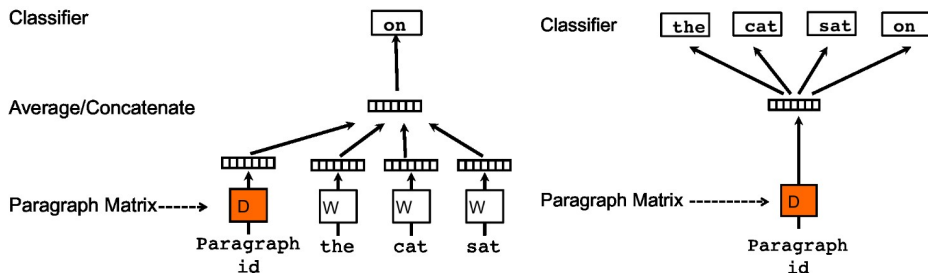 Classifier
on
Average/Concatenate
Paragraph Matrix
D
W
W
W
Paragraph
id
the
cat
sat
Classifier
the
cat
sat
on
Paragraph Matrix
D
Paragraph
id